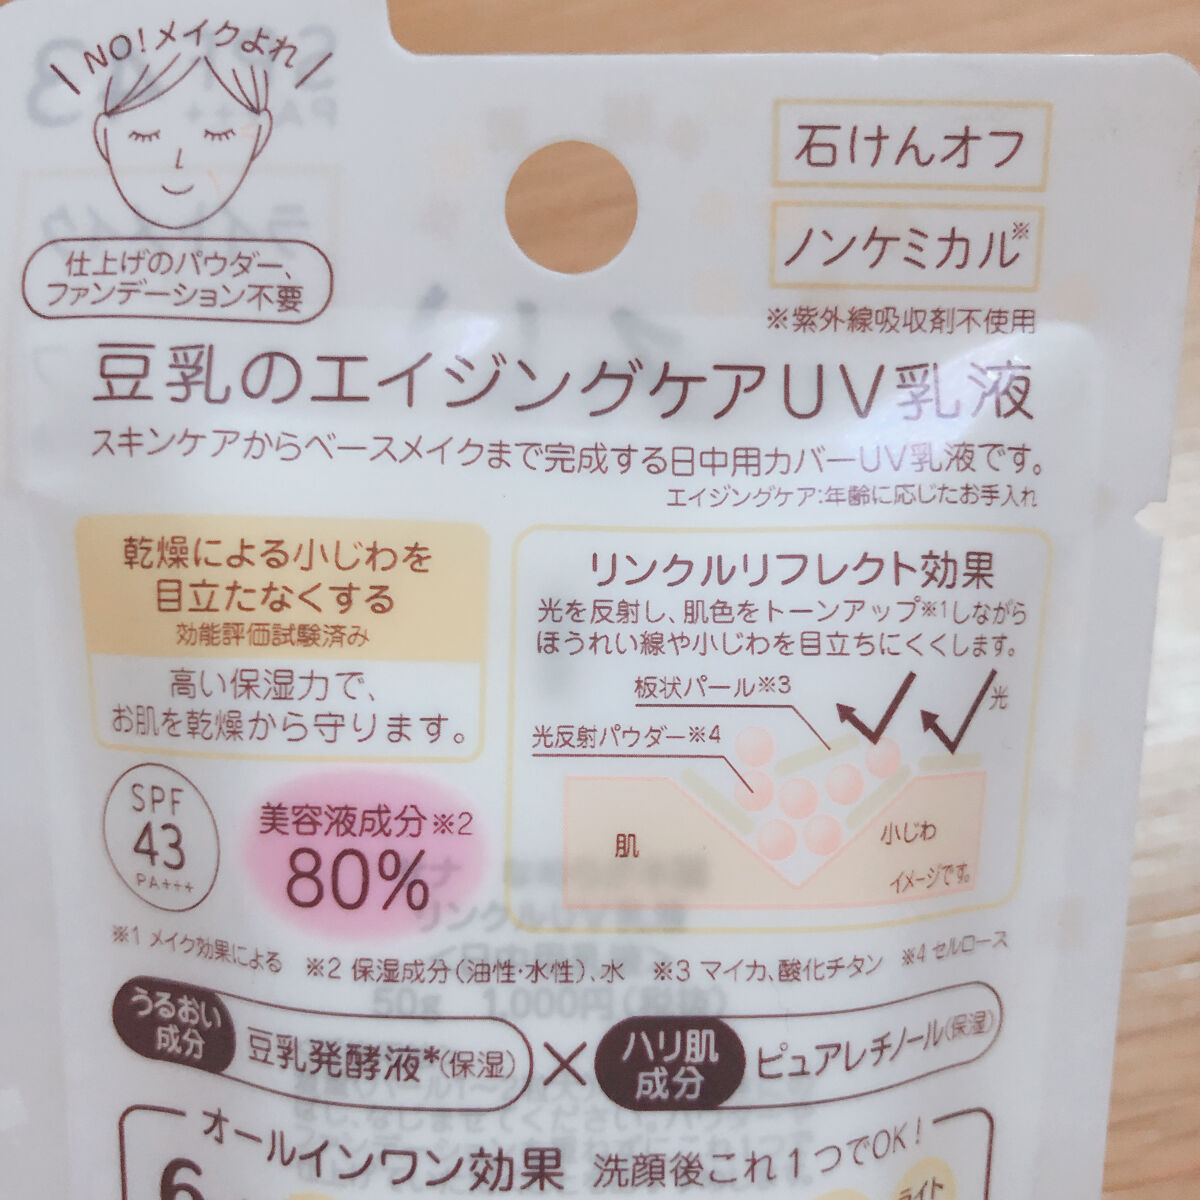 NO!メイクよれ
仕上げのパウダー、
ファンデーション不要
石けんオフ
ノンケミカル※
※紫外線吸収剤不使用
豆乳のエイジングケアUV乳液
スキンケアからベースメイクまで完成する日中用カバーUV乳液です。
エイジングケア:年齢に応じたお手入れ
乾燥による小じわを
目立たなくする
効能評価試験済み
高い保湿力で、
お肌を乾燥から守ります。
リンクルリフレクト効果
光を反射し、肌色をトーンアップ※1しながら
ほうれい線や小じわを目立ちにくくします。
板状パール※3
光
光反射パウダー※4
肌
小じわ
イメージです。
SPF
43
PA+++
美容液成分※2
80%
※1 メイク効果による ※2 保湿成分(油性・水性)、水 ※3 マイカ、酸化チタン ※4 セルロース
うるおい
成分
豆乳発酵液*(保湿)
×
ハリ肌
成分
ピュアレチノール(保湿)
オールインワン効果 洗顔後これ1つでOK!
6
ライト